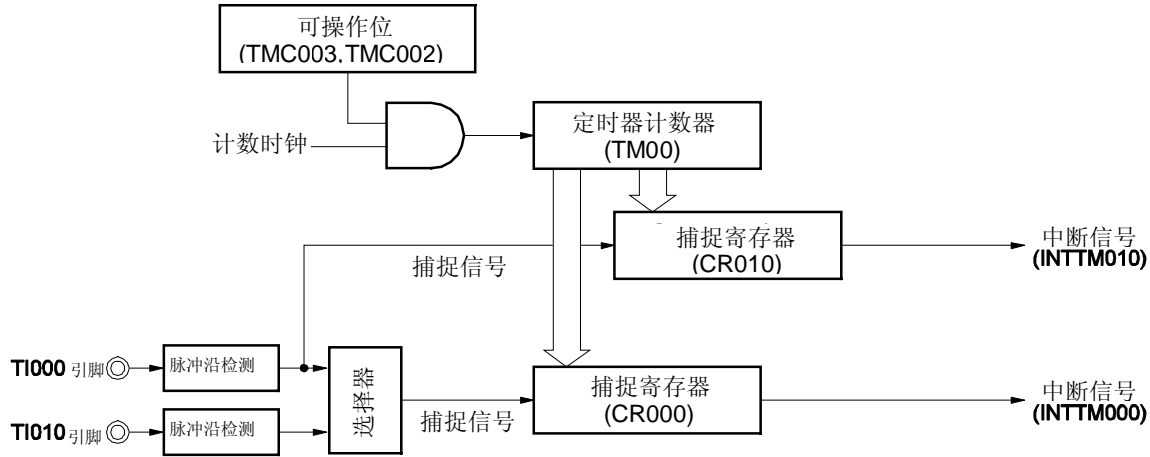 可操作位
(TMC003,TMC002)
计数时钟
定时器计数器
(TM00)
捕捉寄存器
(CR010)
中断信号
(INTTM010)
捕捉信号
TI000 引脚
脉冲沿检测
选择器
捕捉寄存器
(CR000)
中断信号
(INTTM000)
捕捉信号
TI010 引脚
脉冲沿检测